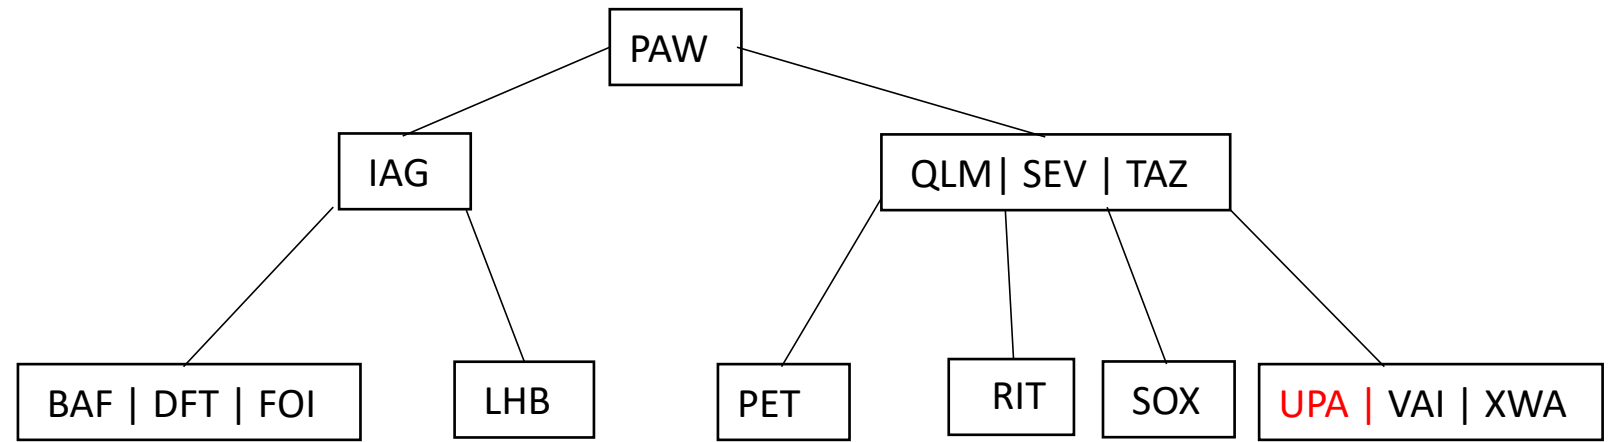 PAW
IAG
QLM| SEV | TAZ
BAF | DFT | FOI
LHB
PET
RIT
SOX
UPA | VAI | XWA